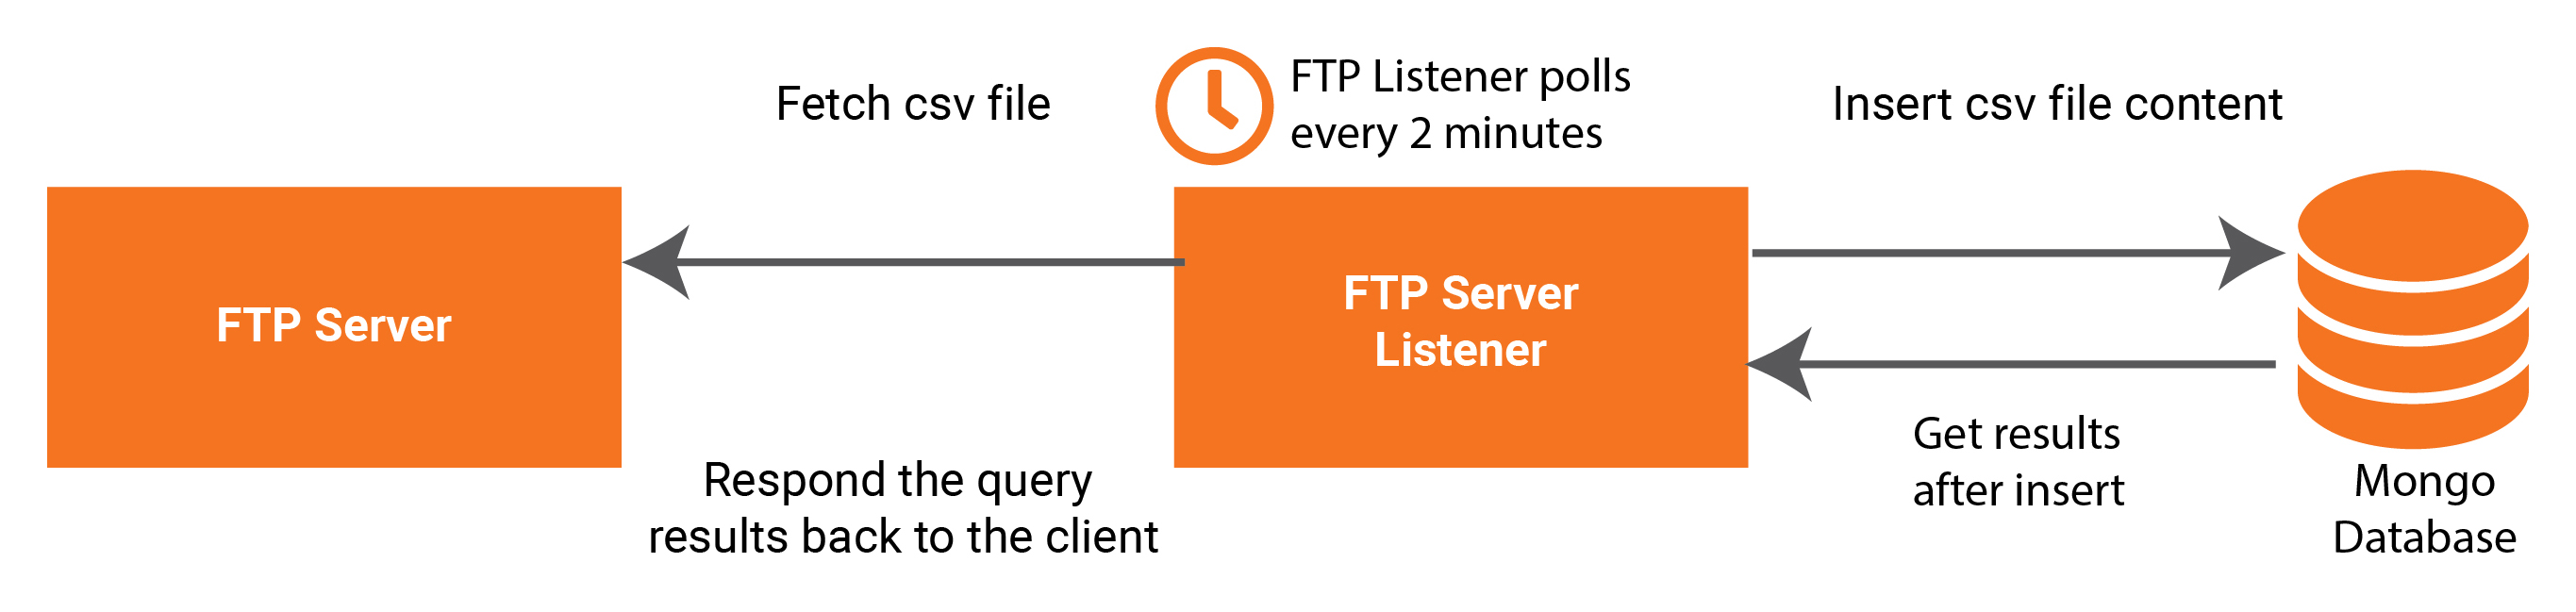 Fetch csv file
FTP Listener polls
every 2 minutes
Insert csv file content
FTP Server
FTP Server
Listener
Respond the query
results back to the client
Get results
after insert
Mongo
Database